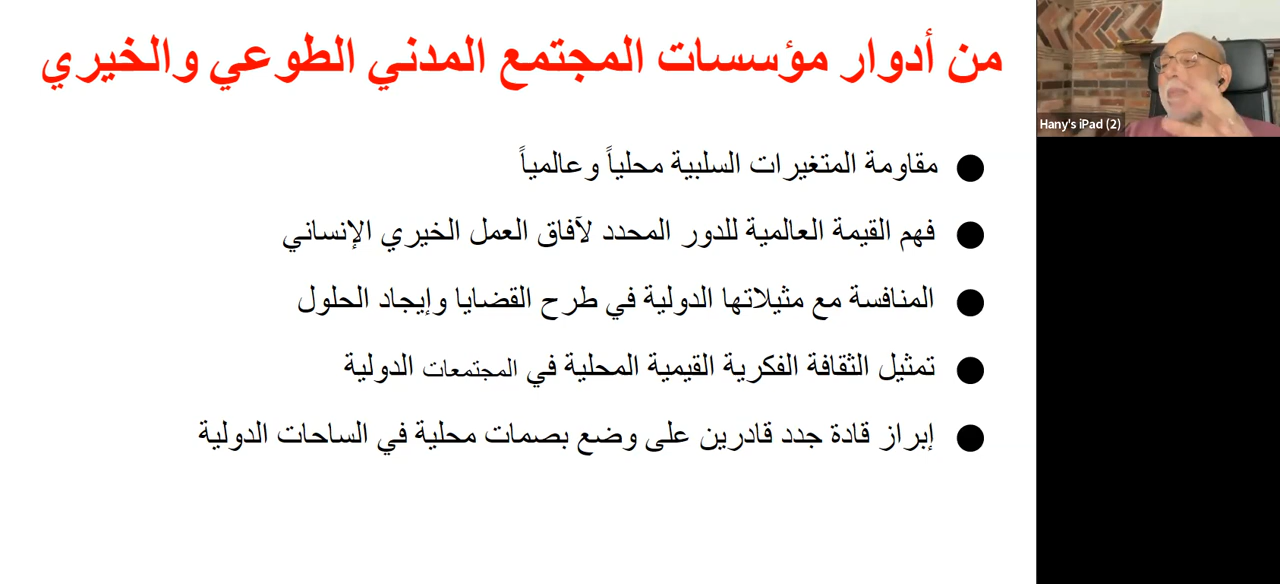 من أدوار مؤسسات المجتمع المدني الطوعي والخيري
Hany's iPad (2)
● مقاومة المتغيرات السلبية محلياً وعالمياً
● فهم القيمة العالمية للدور المحدد لآفاق العمل الخيري الإنساني
● المنافسة مع مثيلاتها الدولية في طرح القضايا وإيجاد الحلول
● تمثيل الثقافة الفكرية القيمية المحلية في المجتمعات الدولية
● إبراز قادة جدد قادرين على وضع بصمات محلية في الساحات الدولية